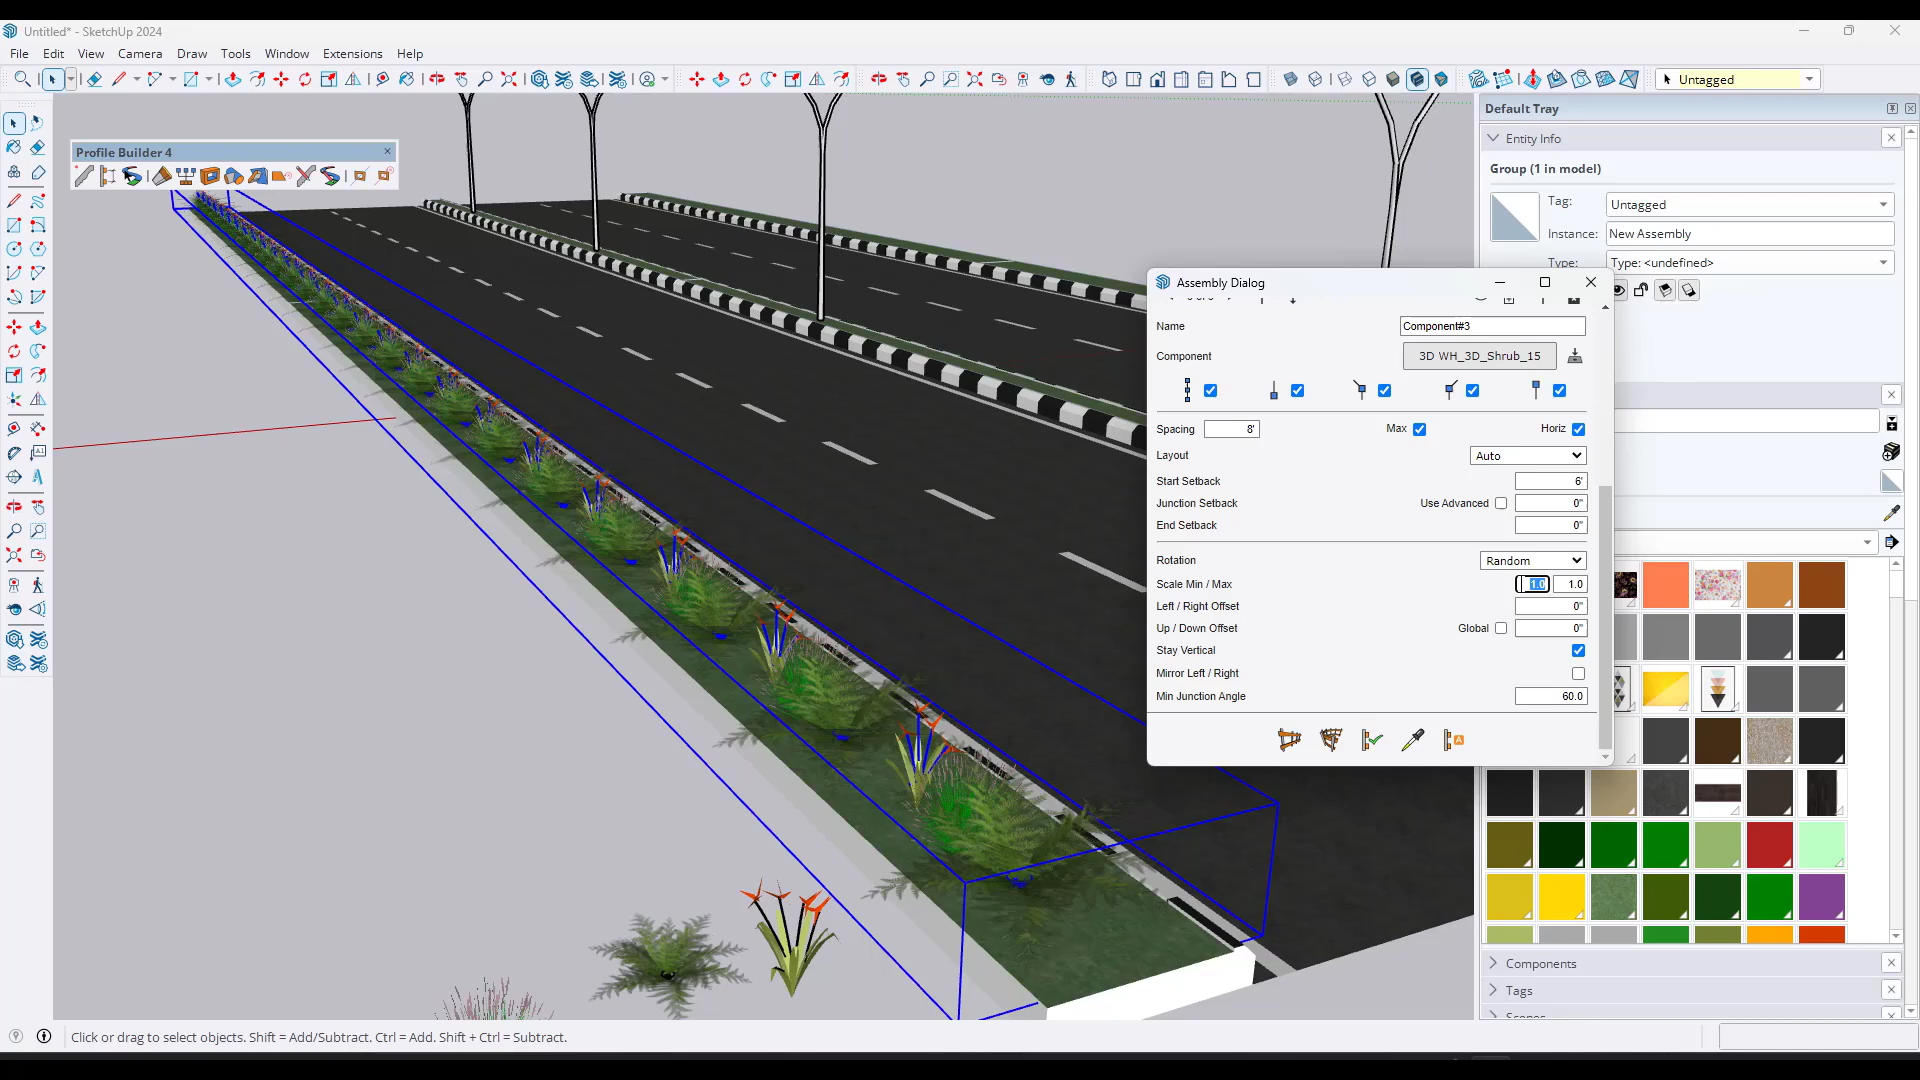 Untitled* - SketchUp 2024
File Edit View Camera Draw Tools Window Extensions Help
Untagged
Default Tray
Profile Builder 4
Entity Info
Group (1 in model)
Tag: Untagged
Instance: New Assembly
Type: Type: <undefined>
Assembly Dialog
Name Component#3
Component 3D WH_3D_Shrub_15
Spacing 8' Max Horiz
Layout Auto
Start Setback 6'
Junction Setback Use Advanced 0"
End Setback 0"
Rotation Random
Scale Min / Max 1.0 1.0
Left / Right Offset 0"
Up / Down Offset Global 0"
Stay Vertical
Mirror Left / Right
Min Junction Angle 60.0
Components
Tags
Scenes
Click or drag to select objects. Shift = Add/Subtract. Ctrl = Add. Shift + Ctrl = Subtract.